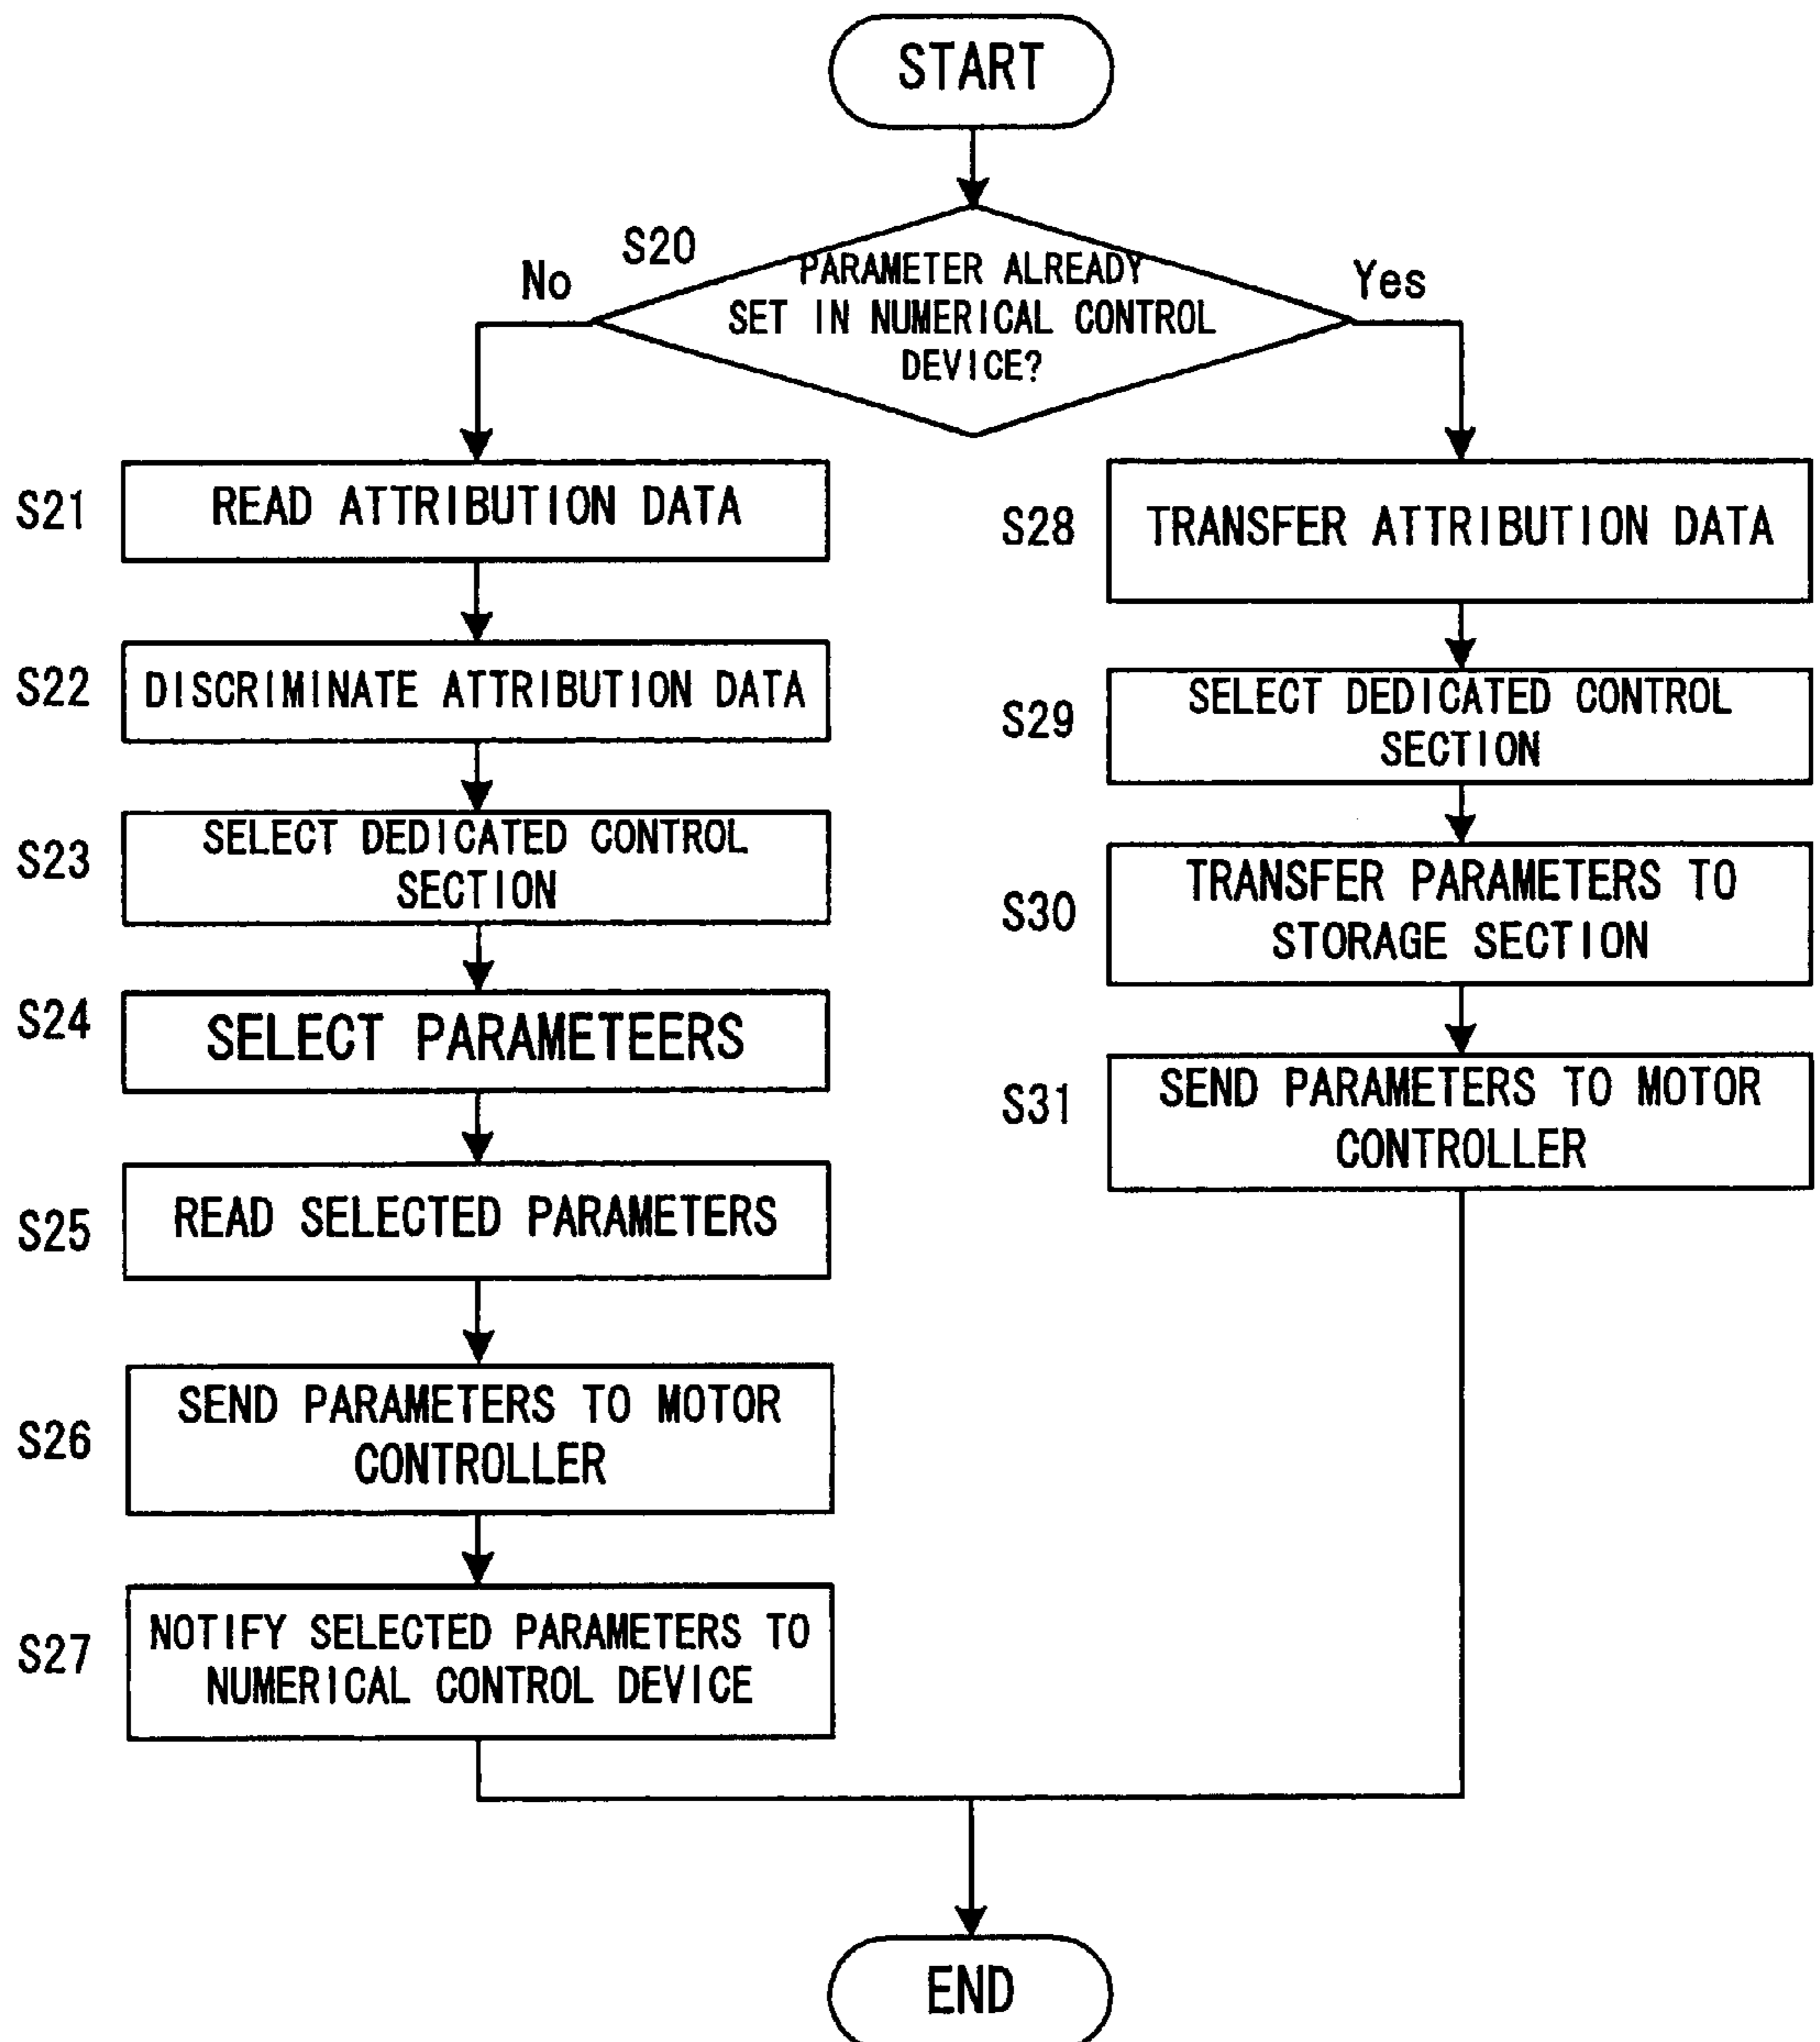 START
S20
PARAMETER ALREADY
SET IN NUMERICAL CONTROL
DEVICE?
No
Yes
S21
READ ATTRIBUTION DATA
S22
DISCRIMINATE ATTRIBUTION DATA
S23
SELECT DEDICATED CONTROL
SECTION
S24
SELECT PARAMETEERS
S25
READ SELECTED PARAMETERS
S26
SEND PARAMETERS TO MOTOR
CONTROLLER
S27
NOTIFY SELECTED PARAMETERS TO
NUMERICAL CONTROL DEVICE
S28
TRANSFER ATTRIBUTION DATA
S29
SELECT DEDICATED CONTROL
SECTION
S30
TRANSFER PARAMETERS TO
STORAGE SECTION
S31
SEND PARAMETERS TO MOTOR
CONTROLLER
END